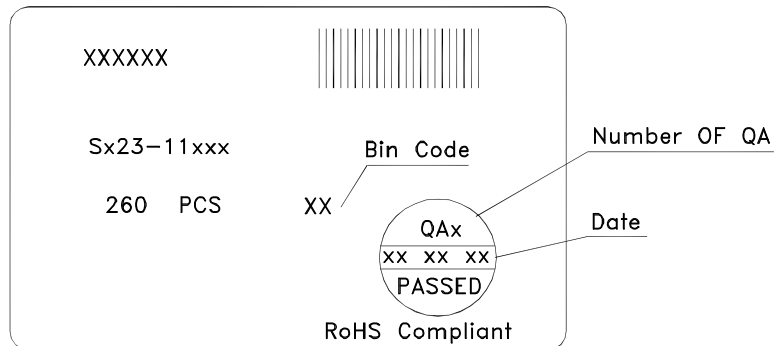 XXXXXX
Sx23-11xxx
Bin Code
Number OF QA
260 PCS
XX
QAx
Date
xx xx xx
PASSED
RoHS Compliant